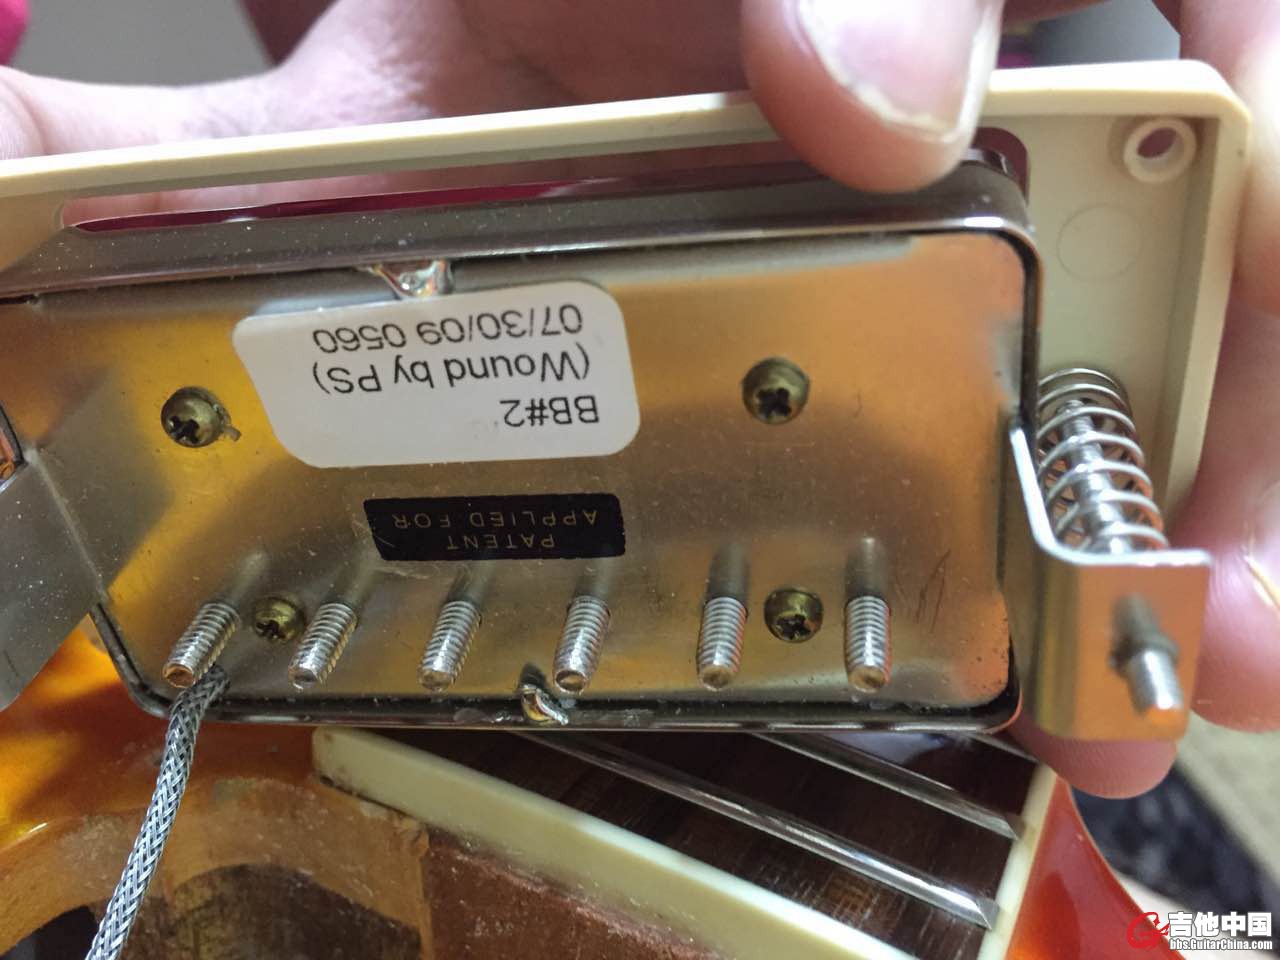 BB#2
(Wound by PS)
07/30/09 0560
PATENT
APPLIED FOR
吉他中国
bbs.GuitarChina.com